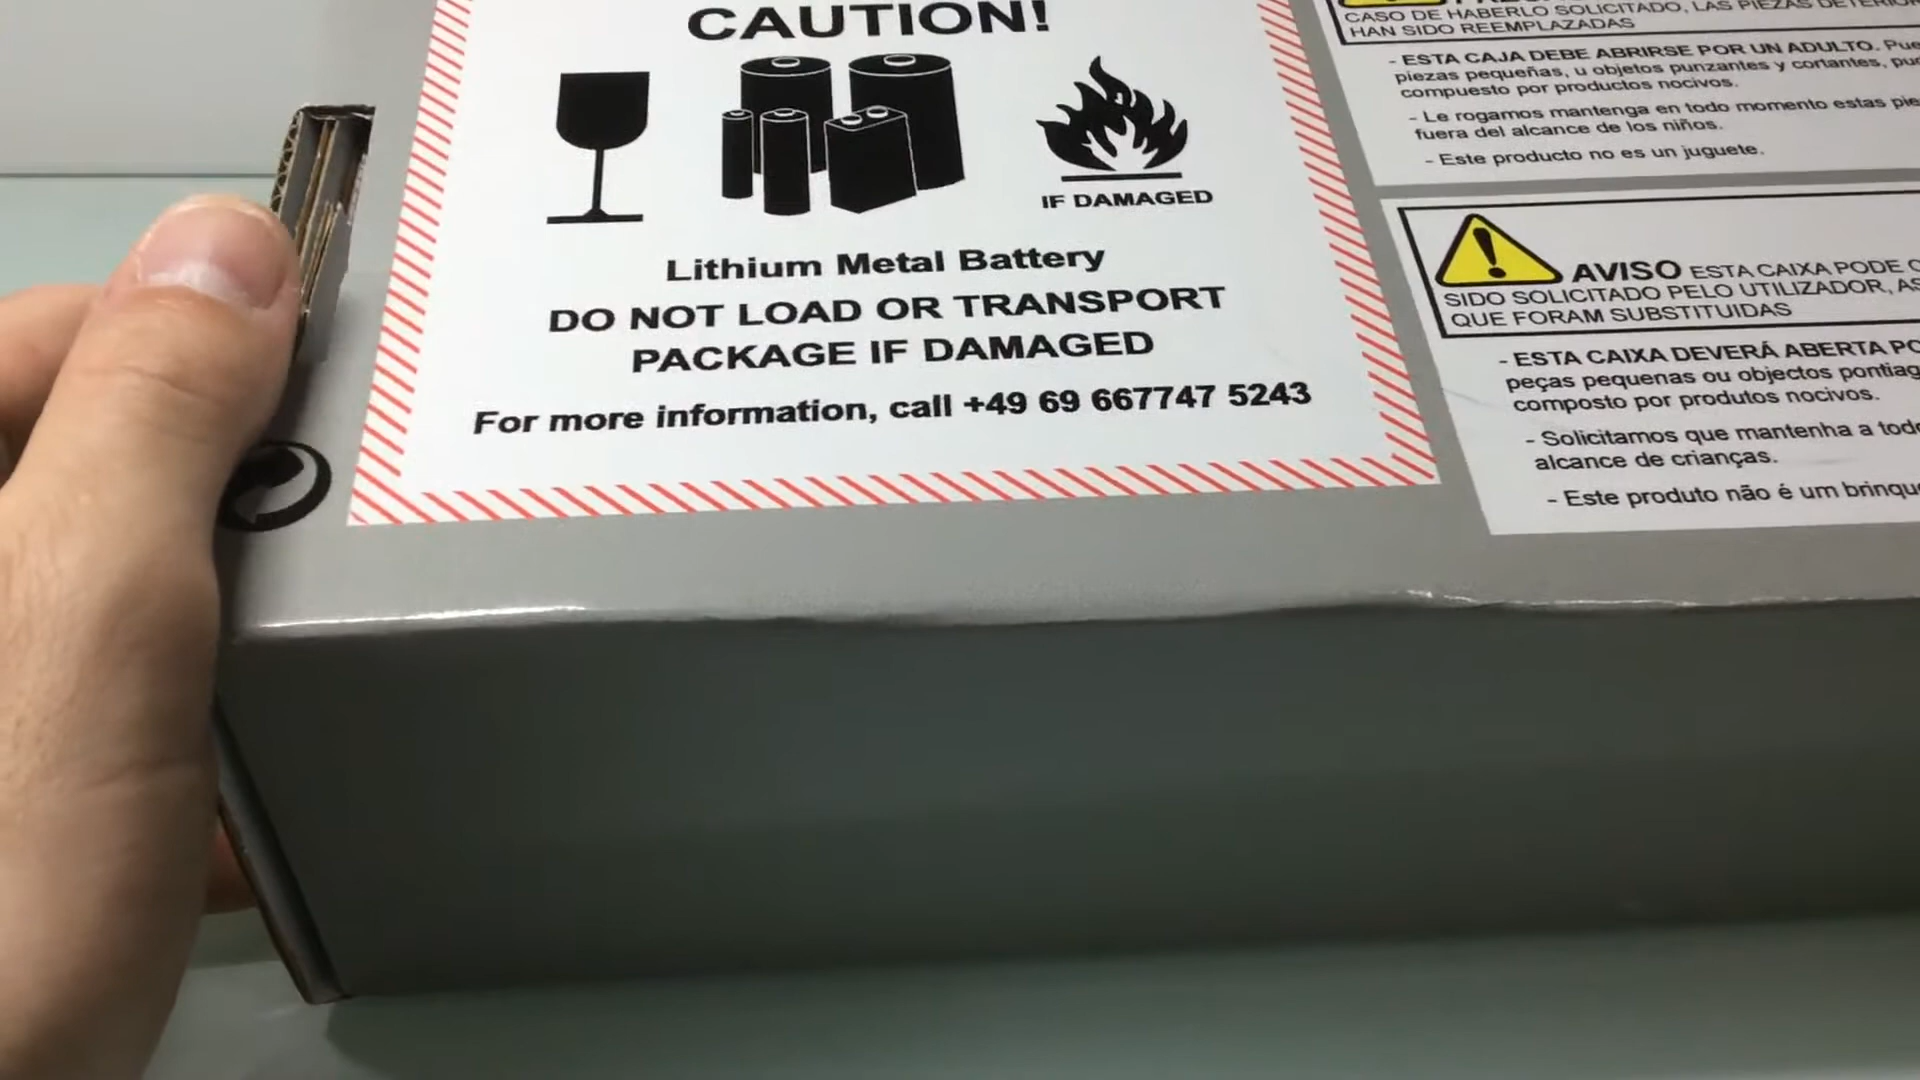 CAUTION!
IF DAMAGED
Lithium Metal Battery
DO NOT LOAD OR TRANSPORT
PACKAGE IF DAMAGED
For more information, call +49 69 667747 5243
CASO DE HABERLO SOLICITADO, LAS PIEZAS
HAN SIDO REEMPLAZADAS
- ESTA CAJA DEBE ABRIRSE POR UN ADULTO.
piezas pequeñas, u objetos punzantes y cortantes,
compuesto por productos nocivos.
- Le rogamos mantenga en todo momento estas
fuera del alcance de los niños.
- Este producto no es un juguete.
AVISO ESTA CAIXA PODE
SIDO SOLICITADO PELO UTILIZADOR,
QUE FORAM SUBSTITUIDAS
- ESTA CAIXA DEVERÁ ABERTA
peças pequenas ou objectos
composto por produtos nocivos.
- Solicitamos que mantenha a
alcance de crianças.
- Este produto não é um